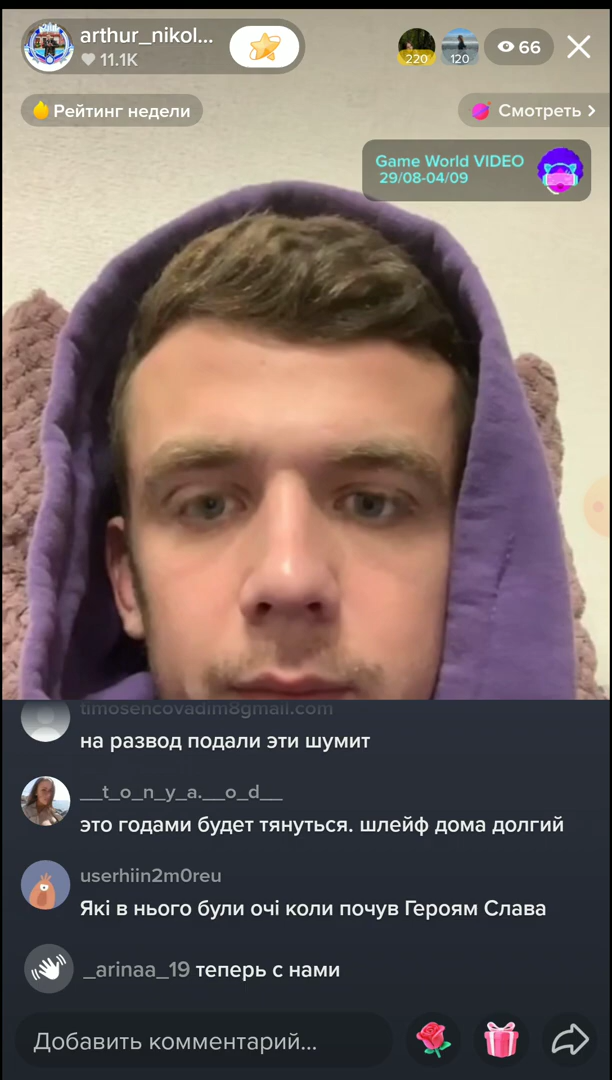 arthur_nikol...
11.1K
220
120
66
Рейтинг недели
Смотреть
Game World VIDEO
29/08-04/09
timosencovadim8gmail.com
на развод подали эти шумит
__t_o_n_y_a.__o_d__
это годами будет тянуться. шлейф дома долгий
userhiin2m0reu
Які в нього були очі коли почув Героям Слава
_arinaa_19 теперь с нами
Добавить комментарий...